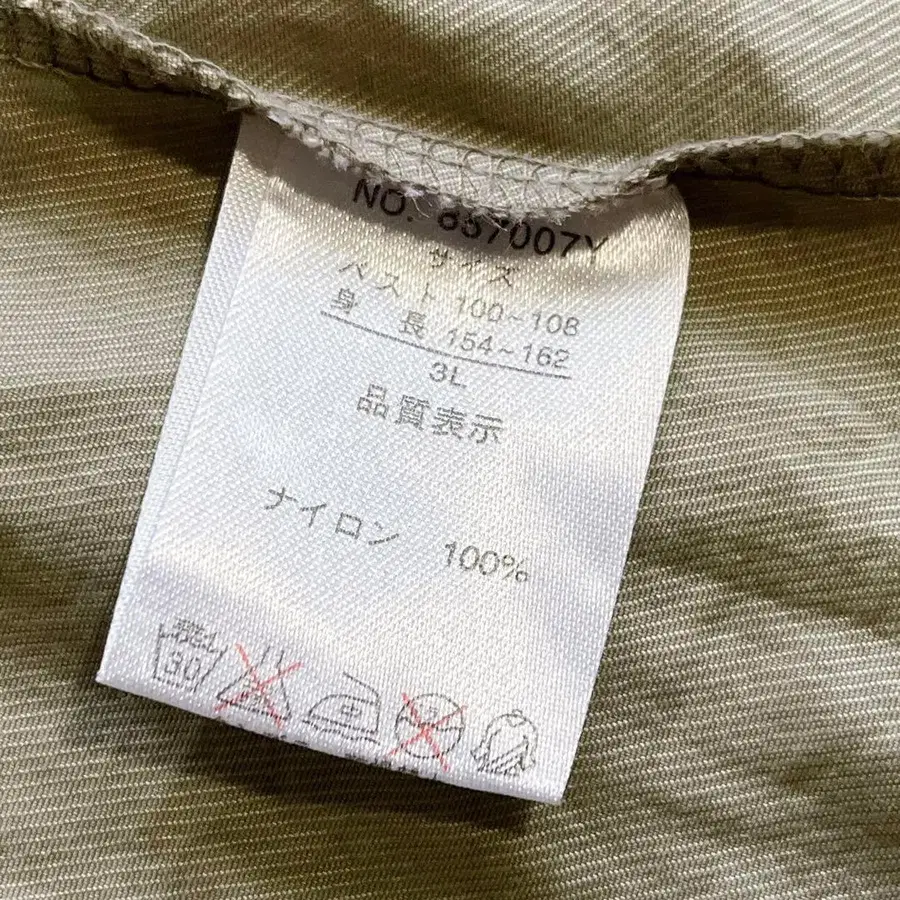 NO. 857007Y
サイズ
バスト 100~108
身 長 154~162
3L
品質表示
ナイロン 100%
30